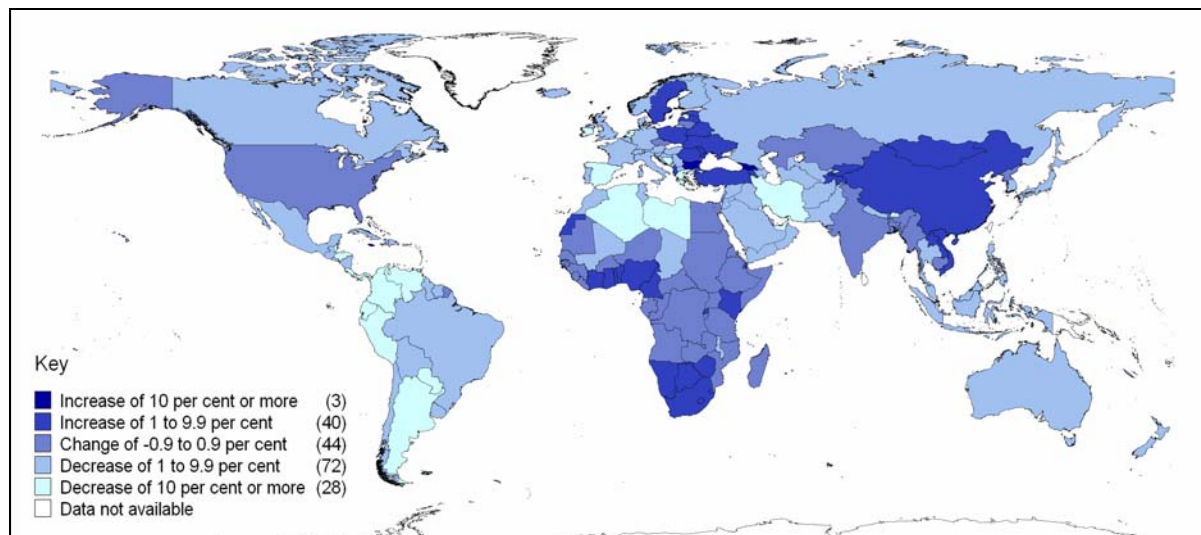 Key
Increase of 10 per cent or more (3)
Increase of 1 to 9.9 per cent (40)
Change of -0.9 to 0.9 per cent (44)
Decrease of 1 to 9.9 per cent (72)
Decrease of 10 per cent or more (28)
Data not available